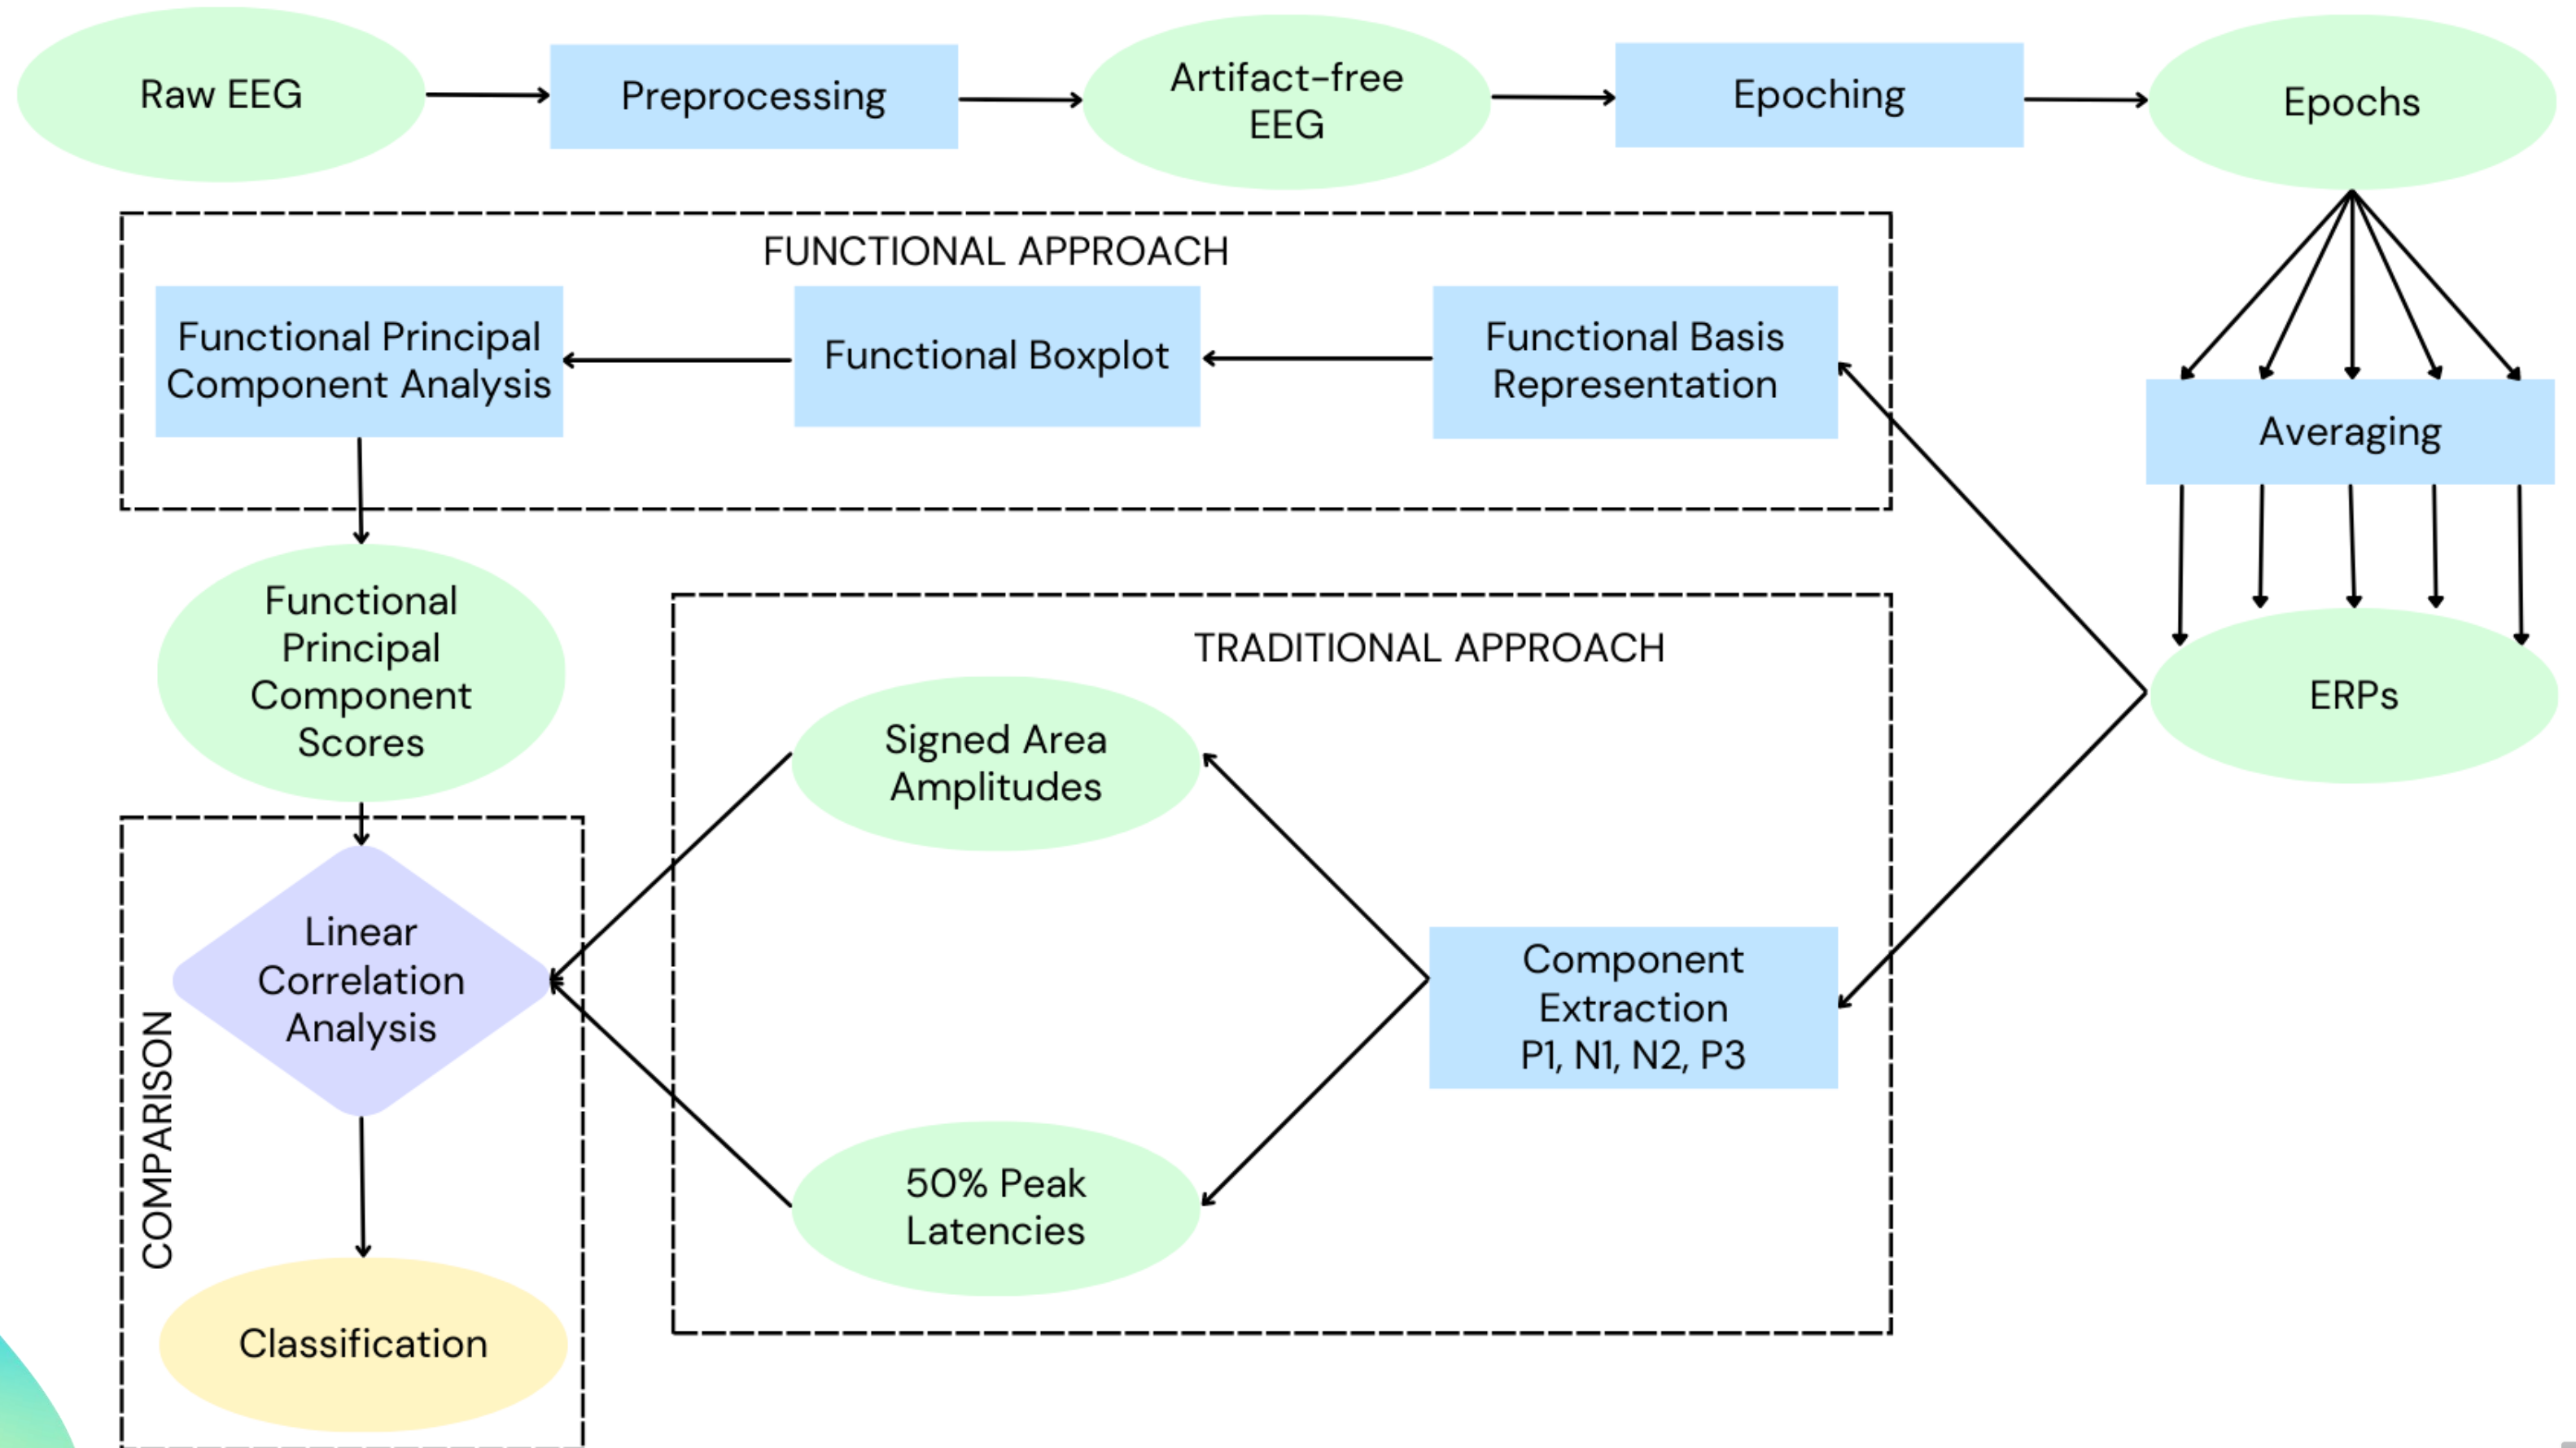 Raw EEG
Preprocessing
Artifact-free
EEG
Epoching
Epochs
FUNCTIONAL APPROACH
Functional Principal
Component Analysis
Functional Boxplot
Functional Basis
Representation
Averaging
Functional
Principal
Component
Scores
TRADITIONAL APPROACH
ERPs
Signed Area
Amplitudes
Component
Extraction
P1, N1, N2, P3
50% Peak
Latencies
COMPARISON
Linear
Correlation
Analysis
Classification